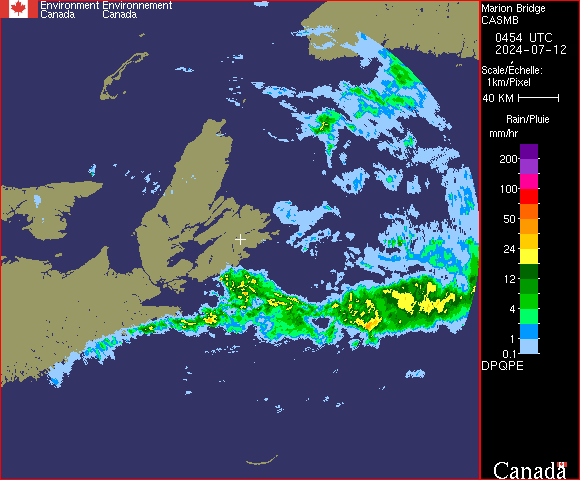 Environment Environnement
Canada Canada
Marion Bridge
CASMB
0454 UTC
2024-07-12
Scale/Échelle:
1km/Pixel
40 KM
Rain/Pluie
mm/hr
200
100
50
24
12
4
1
0.1
DPQPE
Canada